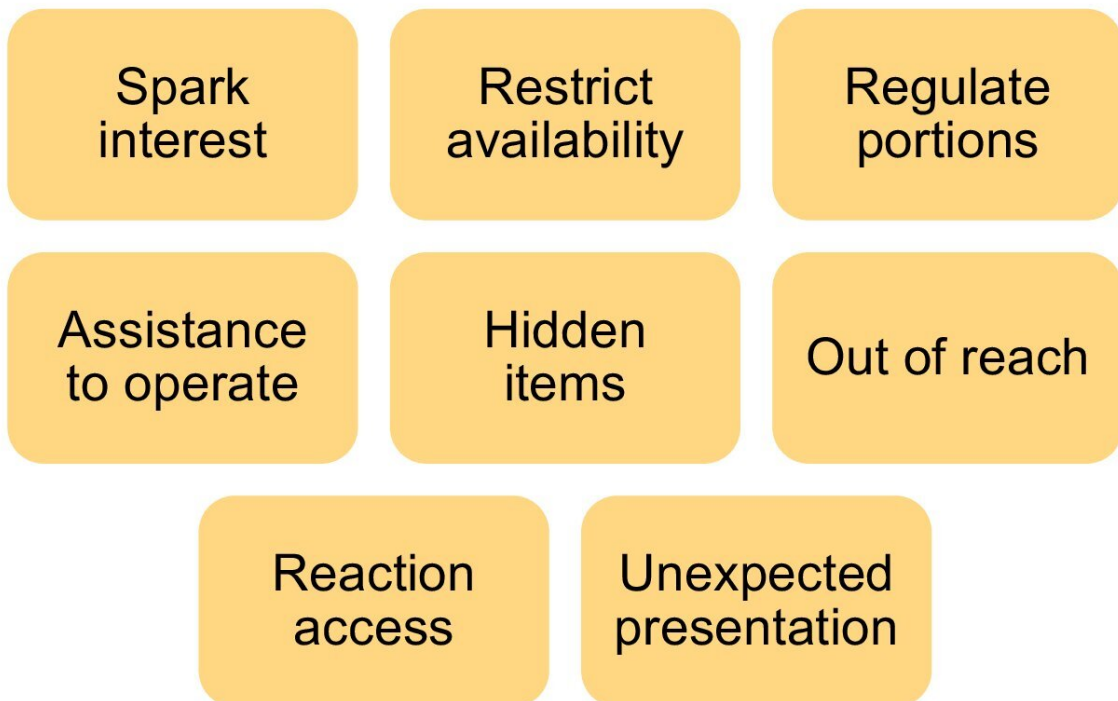 Spark
interest
Restrict
availability
Regulate
portions
Assistance
to operate
Hidden
items
Out of reach
Reaction
access
Unexpected
presentation